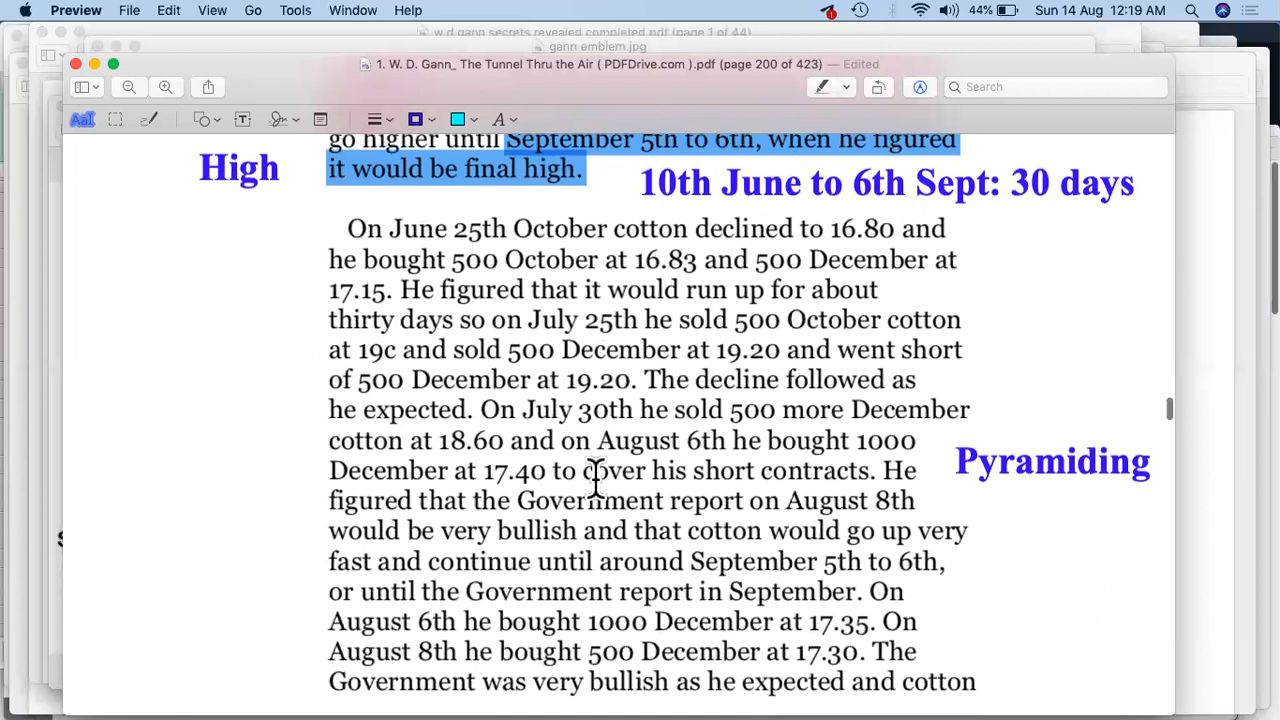 Preview File Edit View Go Tools Window Help 44% Sun 14 Aug 12:19 AM
w d gann secrets revealed completed.pdf (page 1 of 44)
gann emblem.jpg
1. W. D. Gann_ The Tunnel Thru the Air ( PDFDrive.com ).pdf (page 200 of 423) — Edited
Search
go higher until September 5th to 6th, when he figured
it would be final high.
High
10th June to 6th Sept: 30 days
On June 25th October cotton declined to 16.80 and
he bought 500 October at 16.83 and 500 December at
17.15. He figured that it would run up for about
thirty days so on July 25th he sold 500 October cotton
at 19c and sold 500 December at 19.20 and went short
of 500 December at 19.20. The decline followed as
he expected. On July 30th he sold 500 more December
cotton at 18.60 and on August 6th he bought 1000
December at 17.40 to cover his short contracts. He
Pyramiding
figured that the Government report on August 8th
would be very bullish and that cotton would go up very
fast and continue until around September 5th to 6th,
or until the Government report in September. On
August 6th he bought 1000 December at 17.35. On
August 8th he bought 500 December at 17.30. The
Government was very bullish as he expected and cotton